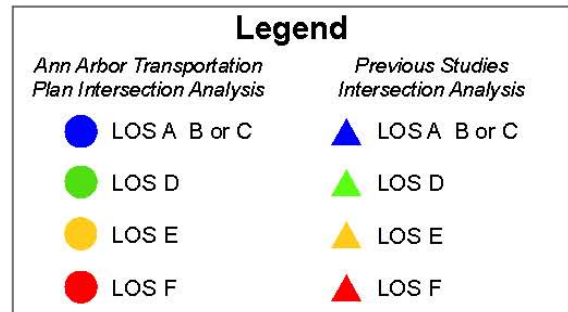 Legend
Ann Arbor Transportation
Plan Intersection Analysis
LOS A B or C
LOS D
LOS E
LOS F
Previous Studies
Intersection Analysis
LOS A B or C
LOS D
LOS E
LOS F